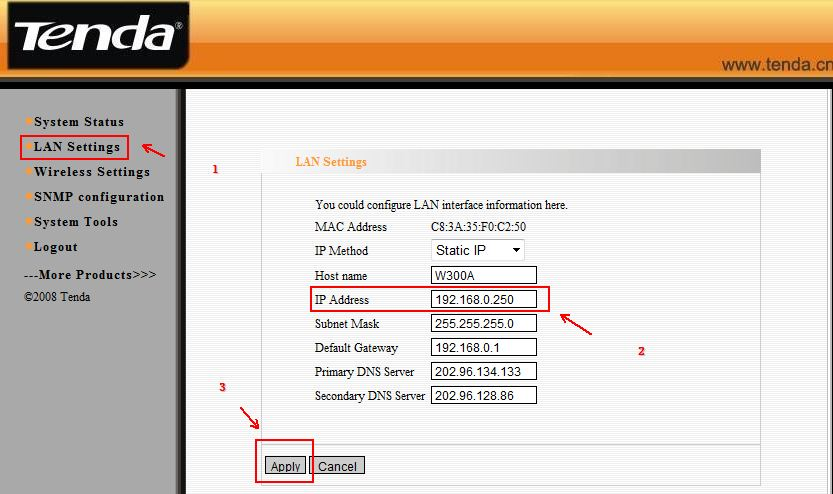 Tenda®
www.tenda.cn
System Status
LAN Settings
Wireless Settings
SNMP configuration
System Tools
Logout
---More Products>>>
©2008 Tenda
1
LAN Settings
You could configure LAN interface information here.
MAC Address C8:3A:35:F0:C2:50
IP Method Static IP
Host name W300A
IP Address 192.168.0.250
Subnet Mask 255.255.255.0
2
Default Gateway 192.168.0.1
Primary DNS Server 202.96.134.133
3
Secondary DNS Server 202.96.128.86
Apply Cancel